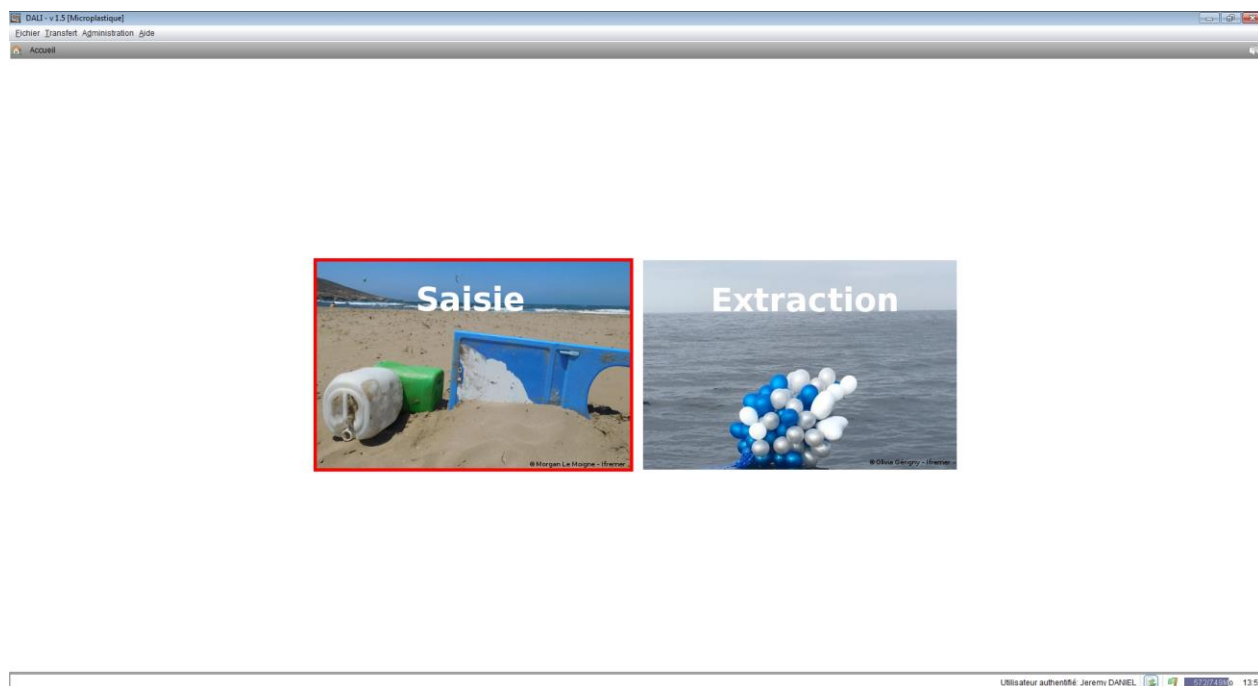 DALI - v 1.5 [Microplastique]
Fichier Transfert Administration Aide
Accueil
Saisie
Extraction
© Morgan Le Moigne - Ifremer
© Olivia Gérigny - Ifremer
Utilisateur authentifié: Jeremy DANIEL